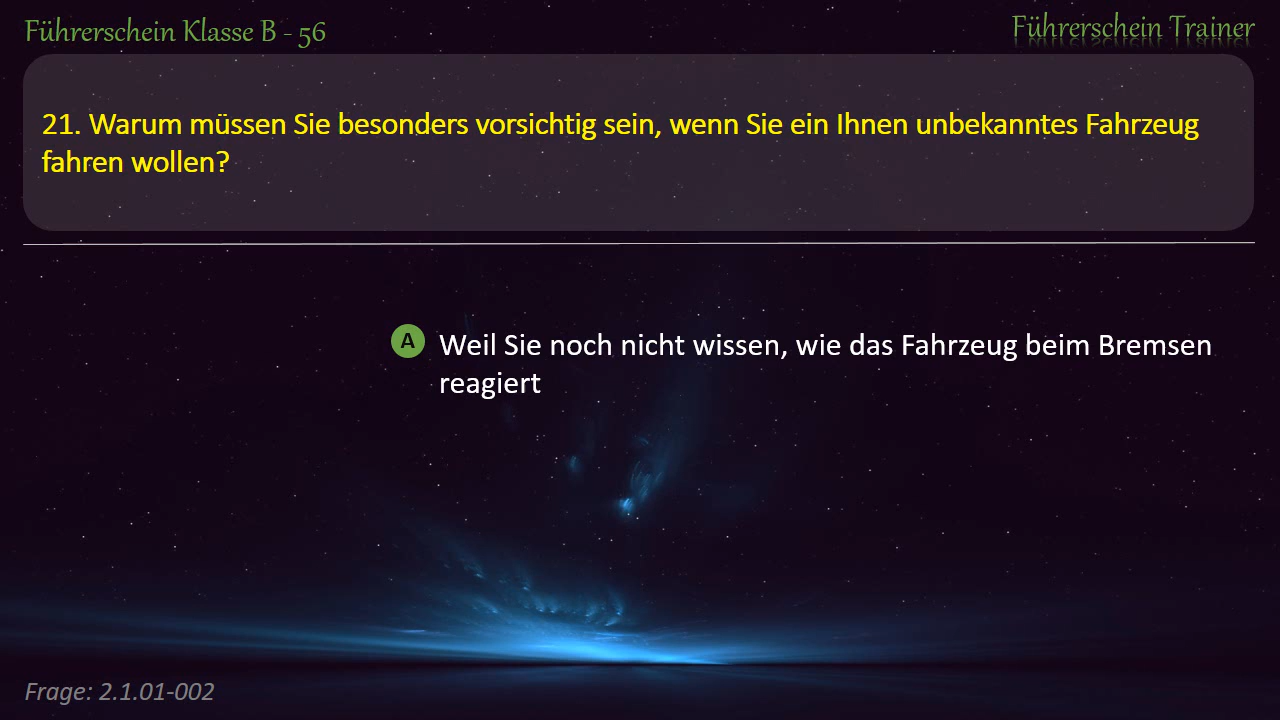 Führerschein Klasse B - 56
Führerschein Trainer
21. Warum müssen Sie besonders vorsichtig sein, wenn Sie ein Ihnen unbekanntes Fahrzeug
fahren wollen?
A Weil Sie noch nicht wissen, wie das Fahrzeug beim Bremsen
reagiert
Frage: 2.1.01-002